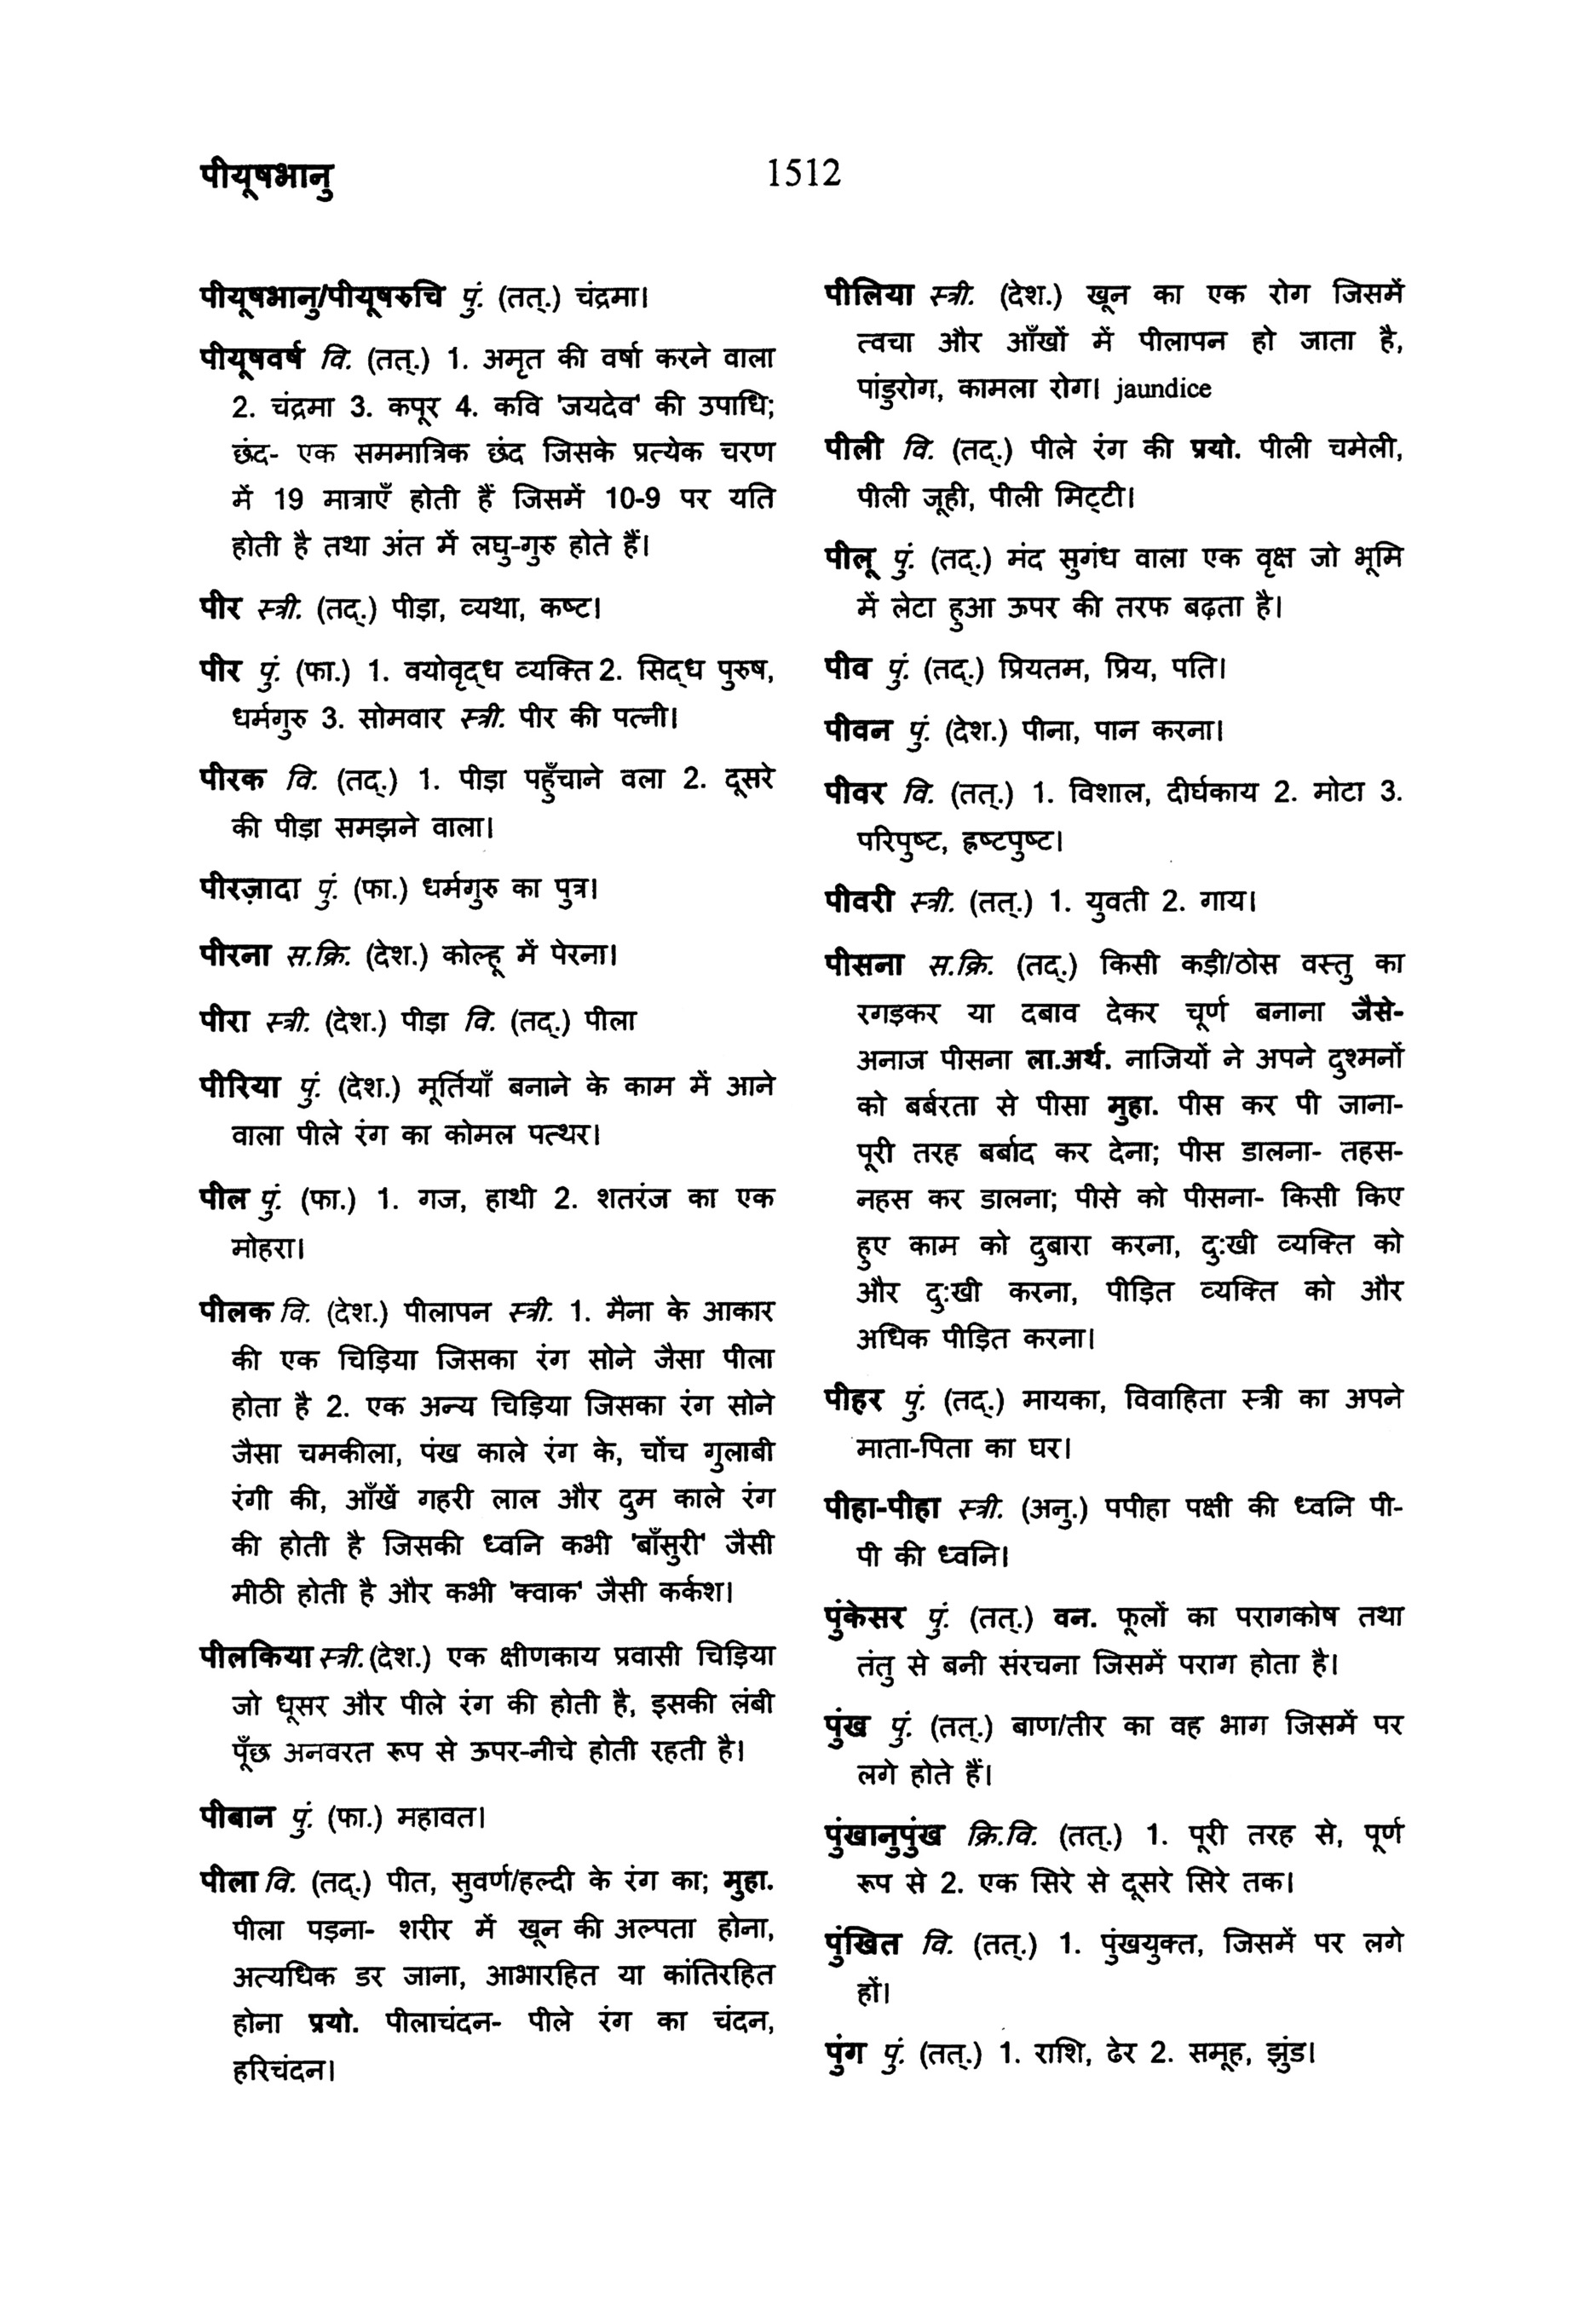 पीयूषभानु
1512
पीयूषभानु/पीयूषरुचि पुं. (तत्.) चंद्रमा।
पीयूषवर्ष वि. (तत्.) 1. अमृत की वर्षा करने वाला
2. चंद्रमा 3. कपूर 4. कवि 'जयदेव' की उपाधि;
छंद- एक सममात्रिक छंद जिसके प्रत्येक चरण
में 19 मात्राएँ होती हैं जिसमें 10-9 पर यति
होती है तथा अंत में लघु-गुरु होते हैं।
पीर स्त्री. (तद्.) पीड़ा, व्यथा, कष्ट।
पीर पुं. (फा.) 1. वयोवृद्ध व्यक्ति 2. सिद्ध पुरुष,
धर्मगुरु 3. सोमवार स्त्री. पीर की पत्नी।
पीरक वि. (तद्.) 1. पीड़ा पहुँचाने वला 2. दूसरे
की पीड़ा समझने वाला।
पीरज़ादा पुं. (फा.) धर्मगुरु का पुत्र।
पीरना स.क्रि. (देश.) कोल्हू में पेरना।
पीरा स्त्री. (देश.) पीड़ा वि. (तद्.) पीला
पीरिया पुं. (देश.) मूर्तियाँ बनाने के काम में आने
वाला पीले रंग का कोमल पत्थर।
पील पुं. (फा.) 1. गज, हाथी 2. शतरंज का एक
मोहरा।
पीलक वि. (देश.) पीलापन स्त्री. 1. मैना के आकार
की एक चिड़िया जिसका रंग सोने जैसा पीला
होता है 2. एक अन्य चिड़िया जिसका रंग सोने
जैसा चमकीला, पंख काले रंग के, चोंच गुलाबी
रंगी की, आँखें गहरी लाल और दुम काले रंग
की होती है जिसकी ध्वनि कभी 'बाँसुरी' जैसी
मीठी होती है और कभी 'क्वाक' जैसी कर्कश।
पीलकिया स्त्री. (देश.) एक क्षीणकाय प्रवासी चिड़िया
जो धूसर और पीले रंग की होती है, इसकी लंबी
पूँछ अनवरत रूप से ऊपर-नीचे होती रहती है।
पीबान पुं. (फा.) महावत।
पीला वि. (तद्.) पीत, सुवर्ण/हल्दी के रंग का; मुहा.
पीला पड़ना- शरीर में खून की अल्पता होना,
अत्यधिक डर जाना, आभारहित या कांतिरहित
होना प्रयो. पीलाचंदन- पीले रंग का चंदन,
हरिचंदन।
पीलिया स्त्री. (देश.) खून का एक रोग जिसमें
त्वचा और आँखों में पीलापन हो जाता है,
पांडुरोग, कामला रोग। jaundice
पीली वि. (तद्.) पीले रंग की प्रयो. पीली चमेली,
पीली जूही, पीली मिट्टी।
पीलू पुं. (तद्.) मंद सुगंध वाला एक वृक्ष जो भूमि
में लेटा हुआ ऊपर की तरफ बढ़ता है।
पीव पुं. (तद्.) प्रियतम, प्रिय, पति।
पीवन पुं. (देश.) पीना, पान करना।
पीवर वि. (तत्.) 1. विशाल, दीर्घकाय 2. मोटा 3.
परिपुष्ट, ह्रष्टपुष्ट।
पीवरी स्त्री. (तत्.) 1. युवती 2. गाय।
पीसना स.क्रि. (तद्.) किसी कड़ी/ठोस वस्तु का
रगड़कर या दबाव देकर चूर्ण बनाना जैसे-
अनाज पीसना ला.अर्थ. नाजियों ने अपने दुश्मनों
को बर्बरता से पीसा मुहा. पीस कर पी जाना-
पूरी तरह बर्बाद कर देना; पीस डालना- तहस-
नहस कर डालना; पीसे को पीसना- किसी किए
हुए काम को दुबारा करना, दुःखी व्यक्ति को
और दुःखी करना, पीड़ित व्यक्ति को और
अधिक पीड़ित करना।
पीहर पुं. (तद्.) मायका, विवाहिता स्त्री का अपने
माता-पिता का घर।
पीहा-पीहा स्त्री. (अनु.) पपीहा पक्षी की ध्वनि पी-
पी की ध्वनि।
पुंकेसर पुं. (तत्.) वन. फूलों का परागकोष तथा
तंतु से बनी संरचना जिसमें पराग होता है।
पुंख पुं. (तत्.) बाण/तीर का वह भाग जिसमें पर
लगे होते हैं।
पुंखानुपुंख क्रि.वि. (तत्.) 1. पूरी तरह से, पूर्ण
रूप से 2. एक सिरे से दूसरे सिरे तक।
पुंखित वि. (तत्.) 1. पुंखयुक्त, जिसमें पर लगे
हों।
पुंग पुं. (तत्.) 1. राशि, ढेर 2. समूह, झुंड।